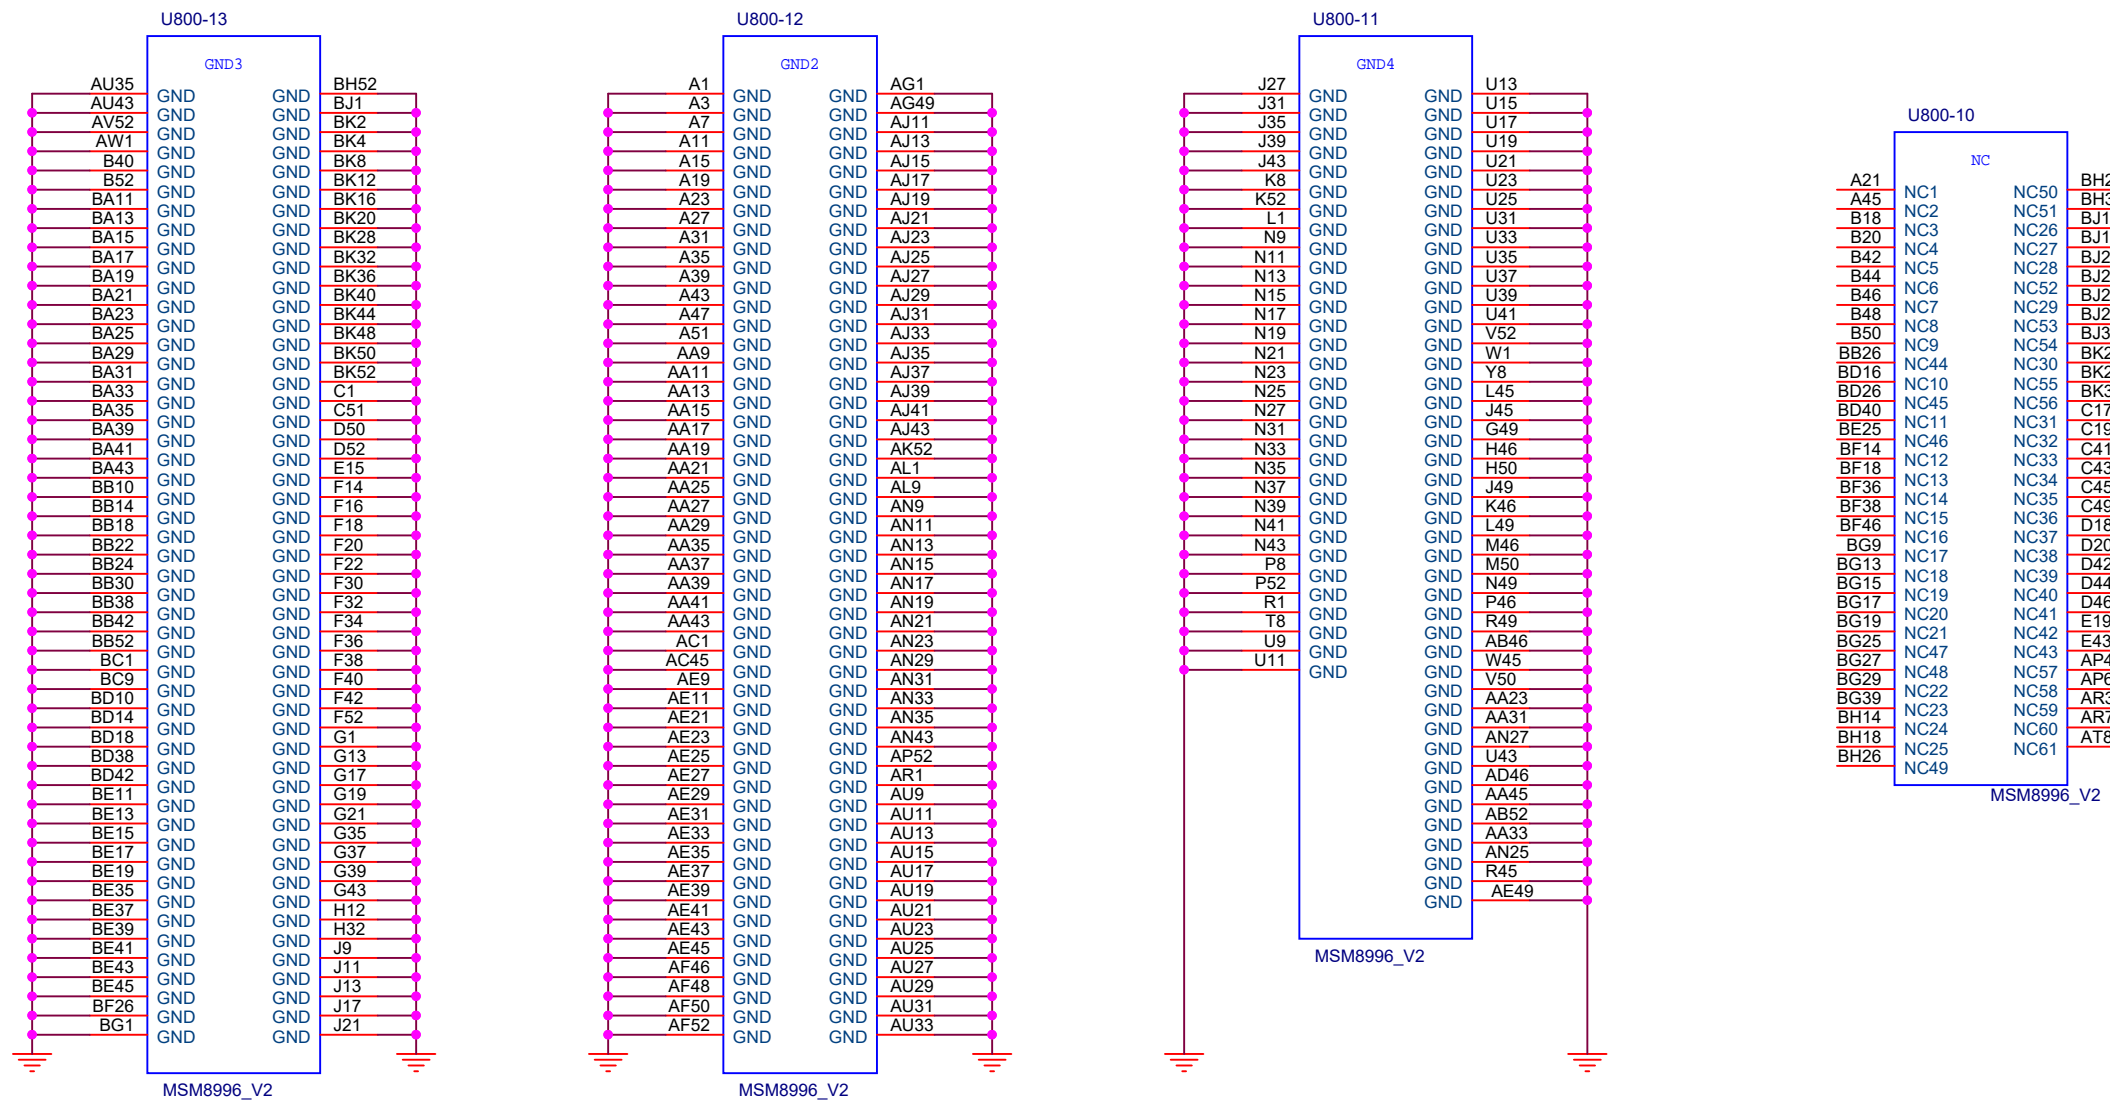 U800-13
GND3
AU35 GND GND BH52
AU43 GND GND BJ1
AV52 GND GND BK2
AW1 GND GND BK4
B40 GND GND BK8
B52 GND GND BK12
BA11 GND GND BK16
BA13 GND GND BK20
BA15 GND GND BK28
BA17 GND GND BK32
BA19 GND GND BK36
BA21 GND GND BK40
BA23 GND GND BK44
BA25 GND GND BK48
BA29 GND GND BK50
BA31 GND GND BK52
BA33 GND GND C1
BA35 GND GND C51
BA39 GND GND D50
BA41 GND GND D52
BA43 GND GND E15
BB10 GND GND F14
BB14 GND GND F16
BB18 GND GND F18
BB22 GND GND F20
BB24 GND GND F22
BB30 GND GND F30
BB38 GND GND F32
BB42 GND GND F34
BB52 GND GND F36
BC1 GND GND F38
BC9 GND GND F40
BD10 GND GND F42
BD14 GND GND F52
BD18 GND GND G1
BD38 GND GND G13
BD42 GND GND G17
BE11 GND GND G19
BE13 GND GND G21
BE15 GND GND G35
BE17 GND GND G37
BE19 GND GND G39
BE35 GND GND G43
BE37 GND GND H12
BE39 GND GND H32
BE41 GND GND J9
BE43 GND GND J11
BE45 GND GND J13
BF26 GND GND J17
BG1 GND GND J21
MSM8996_V2
U800-12
GND2
A1 GND GND AG1
A3 GND GND AG49
A7 GND GND AJ11
A11 GND GND AJ13
A15 GND GND AJ15
A19 GND GND AJ17
A23 GND GND AJ19
A27 GND GND AJ21
A31 GND GND AJ23
A35 GND GND AJ25
A39 GND GND AJ27
A43 GND GND AJ29
A47 GND GND AJ31
A51 GND GND AJ33
AA9 GND GND AJ35
AA11 GND GND AJ37
AA13 GND GND AJ39
AA15 GND GND AJ41
AA17 GND GND AJ43
AA19 GND GND AK52
AA21 GND GND AL1
AA25 GND GND AL9
AA27 GND GND AN9
AA29 GND GND AN11
AA35 GND GND AN13
AA37 GND GND AN15
AA39 GND GND AN17
AA41 GND GND AN19
AA43 GND GND AN21
AC1 GND GND AN23
AC45 GND GND AN29
AE9 GND GND AN31
AE11 GND GND AN33
AE21 GND GND AN35
AE23 GND GND AN43
AE25 GND GND AP52
AE27 GND GND AR1
AE29 GND GND AU9
AE31 GND GND AU11
AE33 GND GND AU13
AE35 GND GND AU15
AE37 GND GND AU17
AE39 GND GND AU19
AE41 GND GND AU21
AE43 GND GND AU23
AE45 GND GND AU25
AF46 GND GND AU27
AF48 GND GND AU29
AF50 GND GND AU31
AF52 GND GND AU33
MSM8996_V2
U800-11
GND4
J27 GND GND U13
J31 GND GND U15
J35 GND GND U17
J39 GND GND U19
J43 GND GND U21
K8 GND GND U23
K52 GND GND U25
L1 GND GND U31
N9 GND GND U33
N11 GND GND U35
N13 GND GND U37
N15 GND GND U39
N17 GND GND U41
N19 GND GND V52
N21 GND GND W1
N23 GND GND Y8
N25 GND GND L45
N27 GND GND J45
N31 GND GND G49
N33 GND GND H46
N35 GND GND H50
N37 GND GND J49
N39 GND GND K46
N41 GND GND L49
N43 GND GND M46
P8 GND GND M50
P52 GND GND N49
R1 GND GND P46
T8 GND GND R49
U9 GND GND AB46
U11 GND GND W45
GND V50
GND AA23
GND AA31
GND AN27
GND U43
GND AD46
GND AA45
GND AB52
GND AA33
GND AN25
GND R45
GND AE49
MSM8996_V2
U800-10
NC
A21 NC1 NC50
A45 NC2 NC51
B18 NC3 NC26
B20 NC4 NC27
B42 NC5 NC28
B44 NC6 NC52
B46 NC7 NC29
B48 NC8 NC53
B50 NC9 NC54
BB26 NC44 NC30
BD16 NC10 NC55
BD26 NC45 NC56
BD40 NC11 NC31 C17
BE25 NC46 NC32 C19
BF14 NC12 NC33 C41
BF18 NC13 NC34 C43
BF36 NC14 NC35 C45
BF38 NC15 NC36 C49
BF46 NC16 NC37 D18
BG9 NC17 NC38 D20
BG13 NC18 NC39 D42
BG15 NC19 NC40 D44
BG17 NC20 NC41 D46
BG19 NC21 NC42 E19
BG25 NC47 NC43 E43
BG27 NC48 NC57
BG29 NC22 NC58 AP6
BG39 NC23 NC59 AR3
BH14 NC24 NC60 AR7
BH18 NC25 NC61 AT8
BH26 NC49
MSM8996_V2